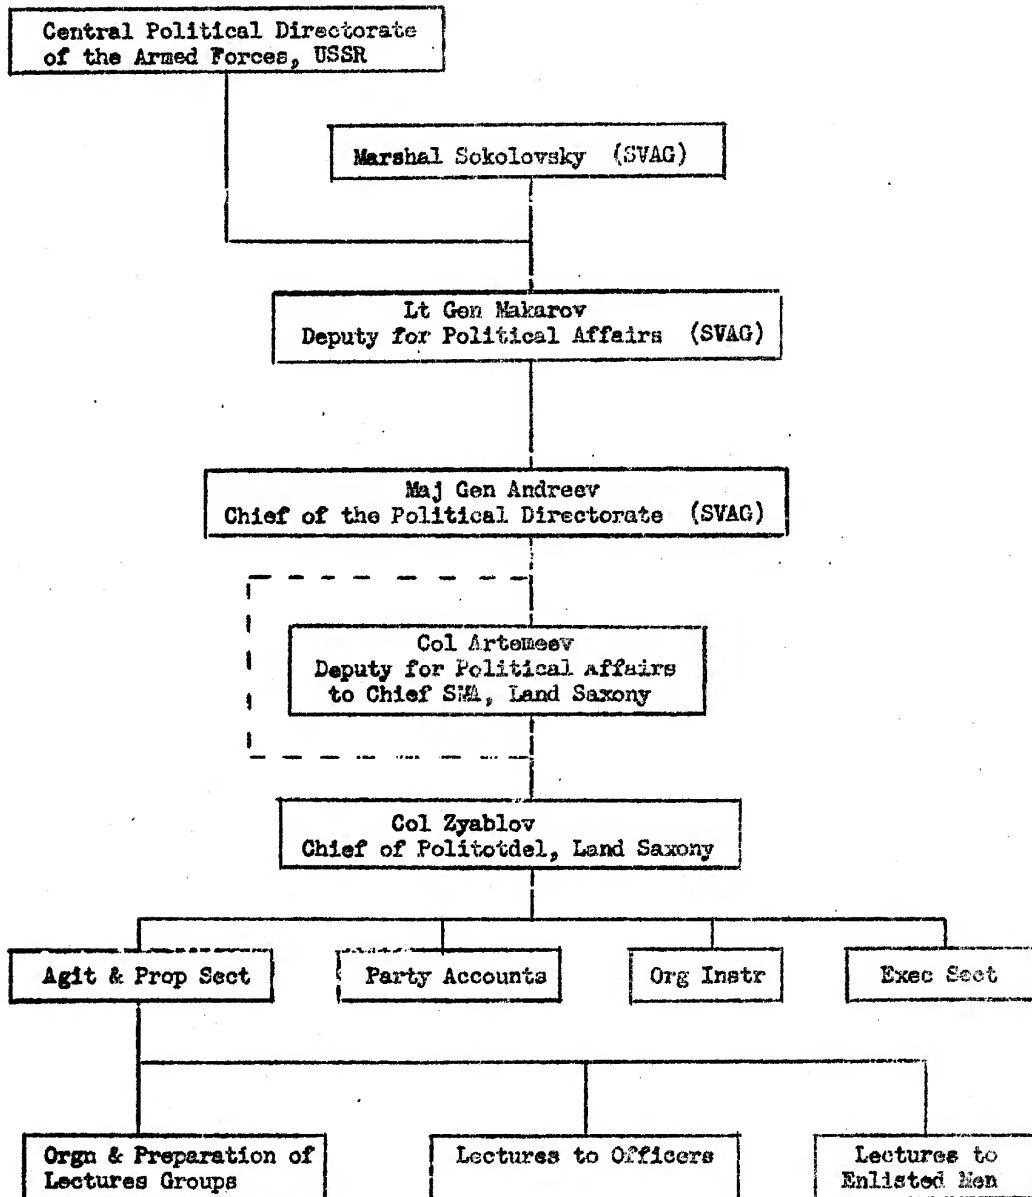 Central Political Directorate
of the Armed Forces, USSR
Marshal Sokolovsky (SVAG)
Lt Gen Makarov
Deputy for Political Affairs (SVAG)
Maj Gen Andreev
Chief of the Political Directorate (SVAG)
Col Artemeev
Deputy for Political Affairs
to Chief SMA, Land Saxony
Col Zyablov
Chief of Politotdel, Land Saxony
Agit & Prop Sect
Party Accounts
Org Instr
Exec Sect
Orgn & Preparation of
Lectures Groups
Lectures to Officers
Lectures to
Enlisted Men